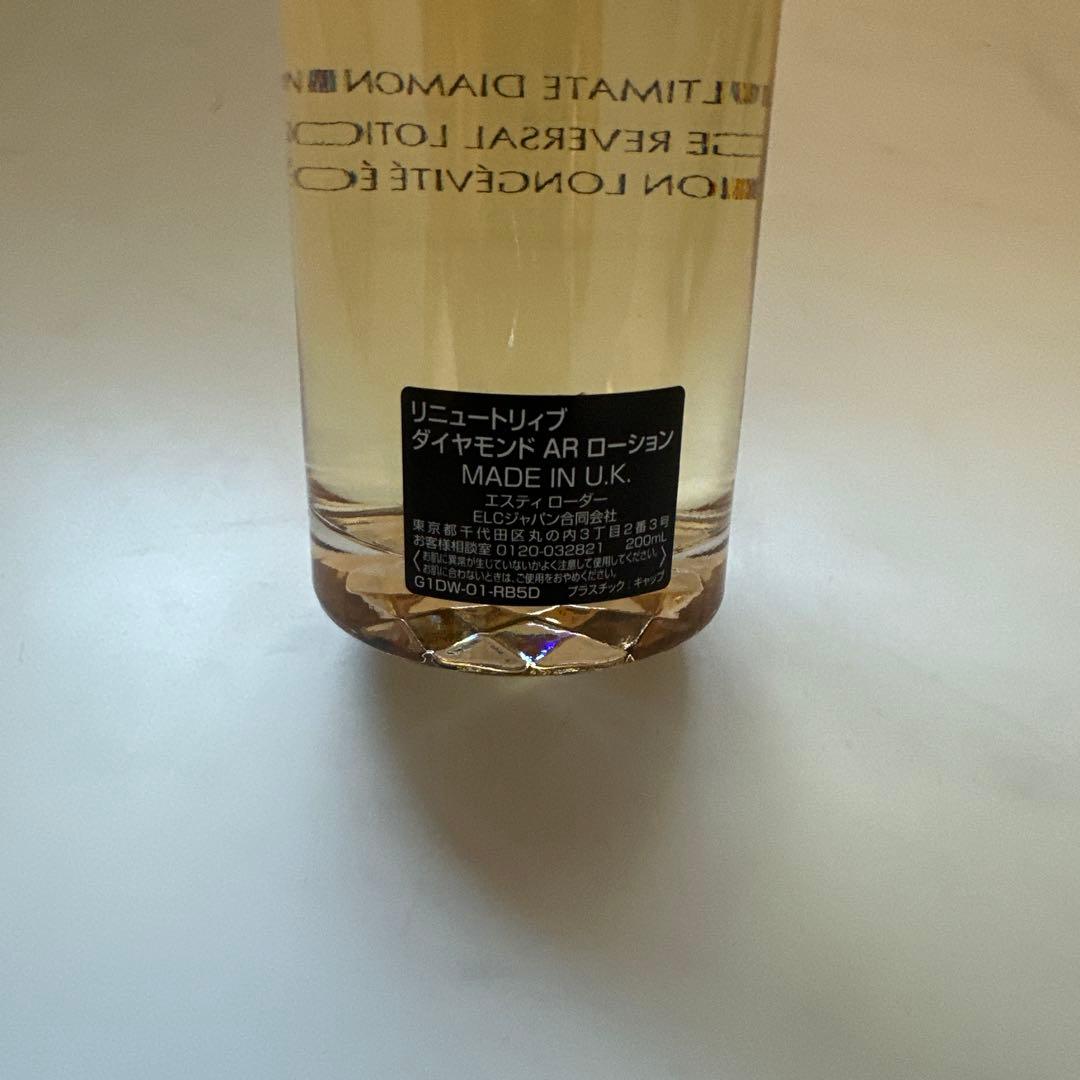 ULTIMATE DIAMON
GE REVERSAL LOTIO
ION LONGÉVITÉ
リニュートリィブ
ダイヤモンド AR ローション
MADE IN U.K.
エスティ ローダー
ELCジャパン合同会社
東京都千代田区丸の内3丁目2番3号
お客様相談室 0120-032821 200mL
〈お肌に異常が生じていないかよく注意して使用してください。
お肌に合わないときは、ご使用をおやめください。〉
G1DW-01-RB5D プラスチック:キャップ